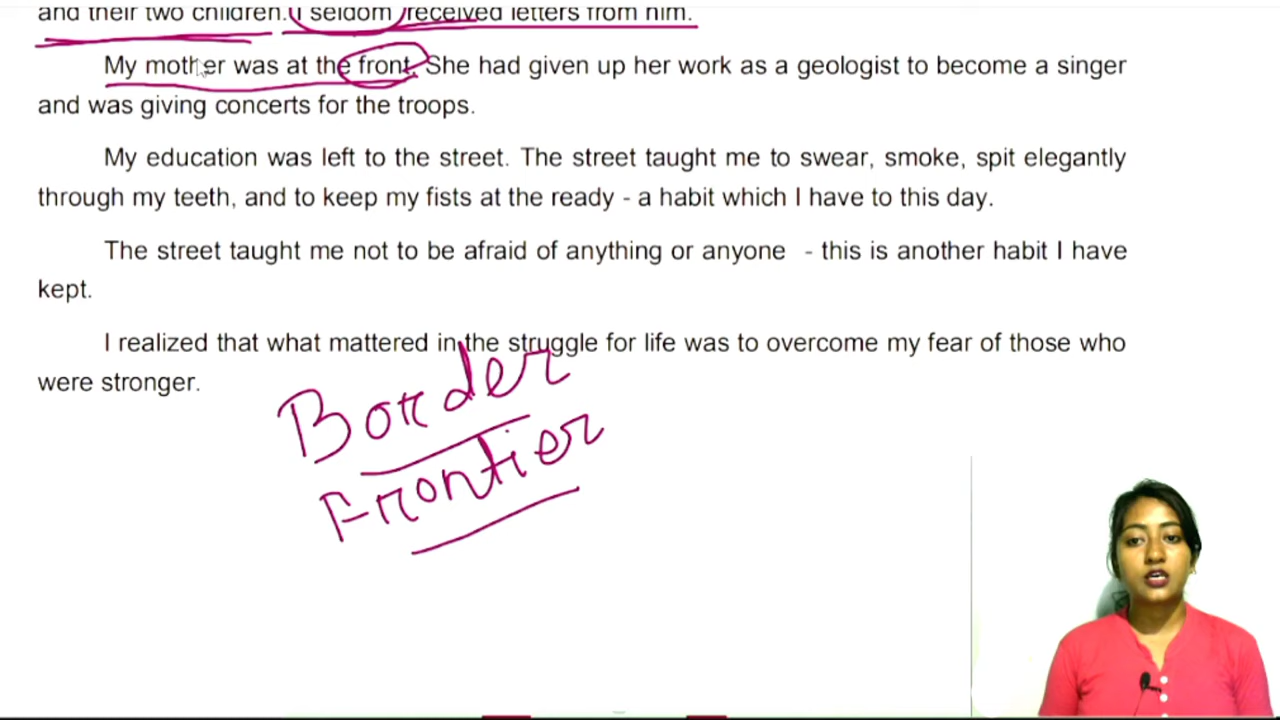 and their two children. I seldom received letters from him.
My mother was at the front. She had given up her work as a geologist to become a singer
and was giving concerts for the troops.
My education was left to the street. The street taught me to swear, smoke, spit elegantly
through my teeth, and to keep my fists at the ready - a habit which I have to this day.
The street taught me not to be afraid of anything or anyone - this is another habit I have
kept.
I realized that what mattered in the struggle for life was to overcome my fear of those who
were stronger.
Border
Frontier